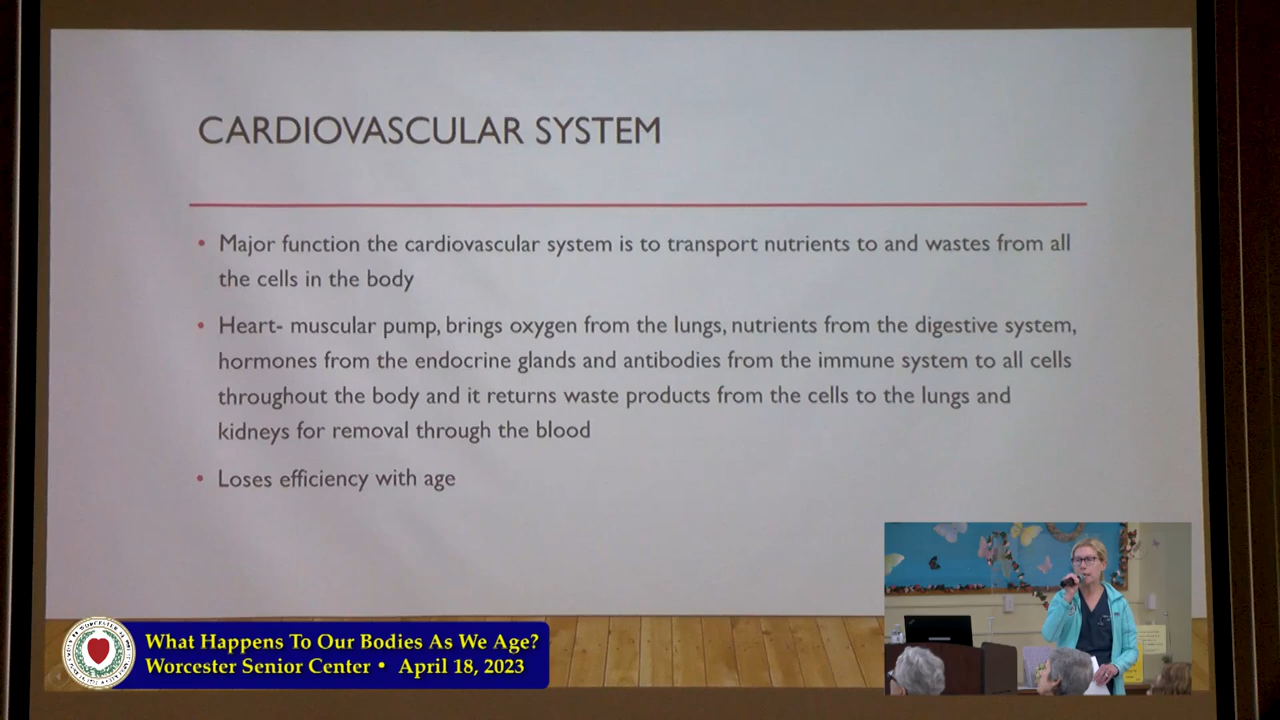 CARDIOVASCULAR SYSTEM
• Major function the cardiovascular system is to transport nutrients to and wastes from all
the cells in the body
• Heart- muscular pump, brings oxygen from the lungs, nutrients from the digestive system,
hormones from the endocrine glands and antibodies from the immune system to all cells
throughout the body and it returns waste products from the cells to the lungs and
kidneys for removal through the blood
• Loses efficiency with age
What Happens To Our Bodies As We Age?
Worcester Senior Center • April 18, 2023